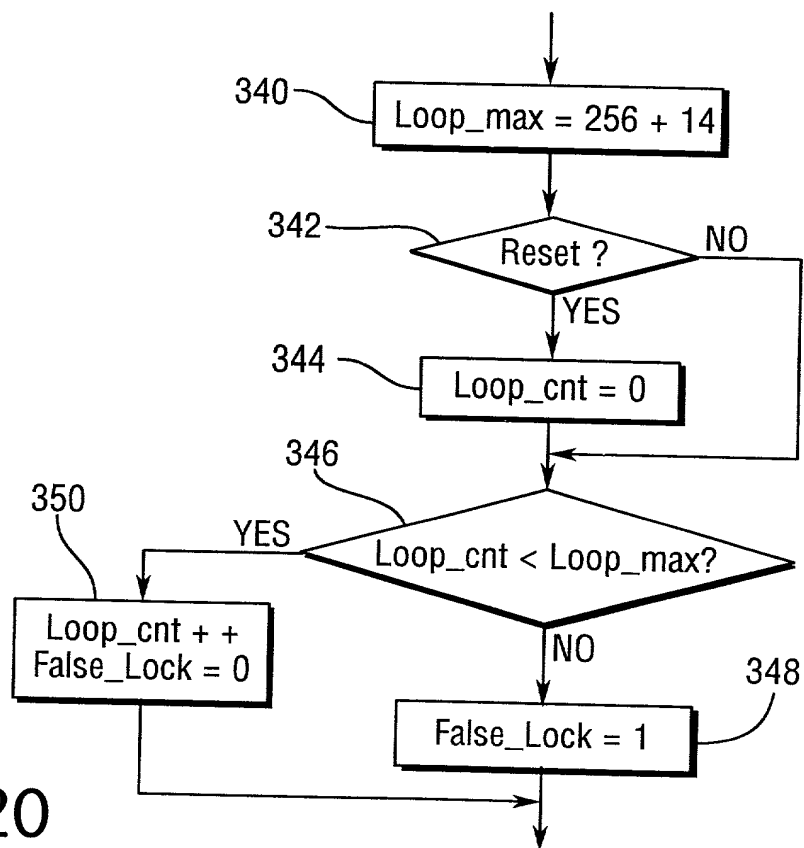 340
Loop_max = 256 + 14
342
Reset ?
NO
YES
344
Loop_cnt = 0
346
350
YES
Loop_cnt < Loop_max?
Loop_cnt + +
False_Lock = 0
NO
348
False_Lock = 1
20